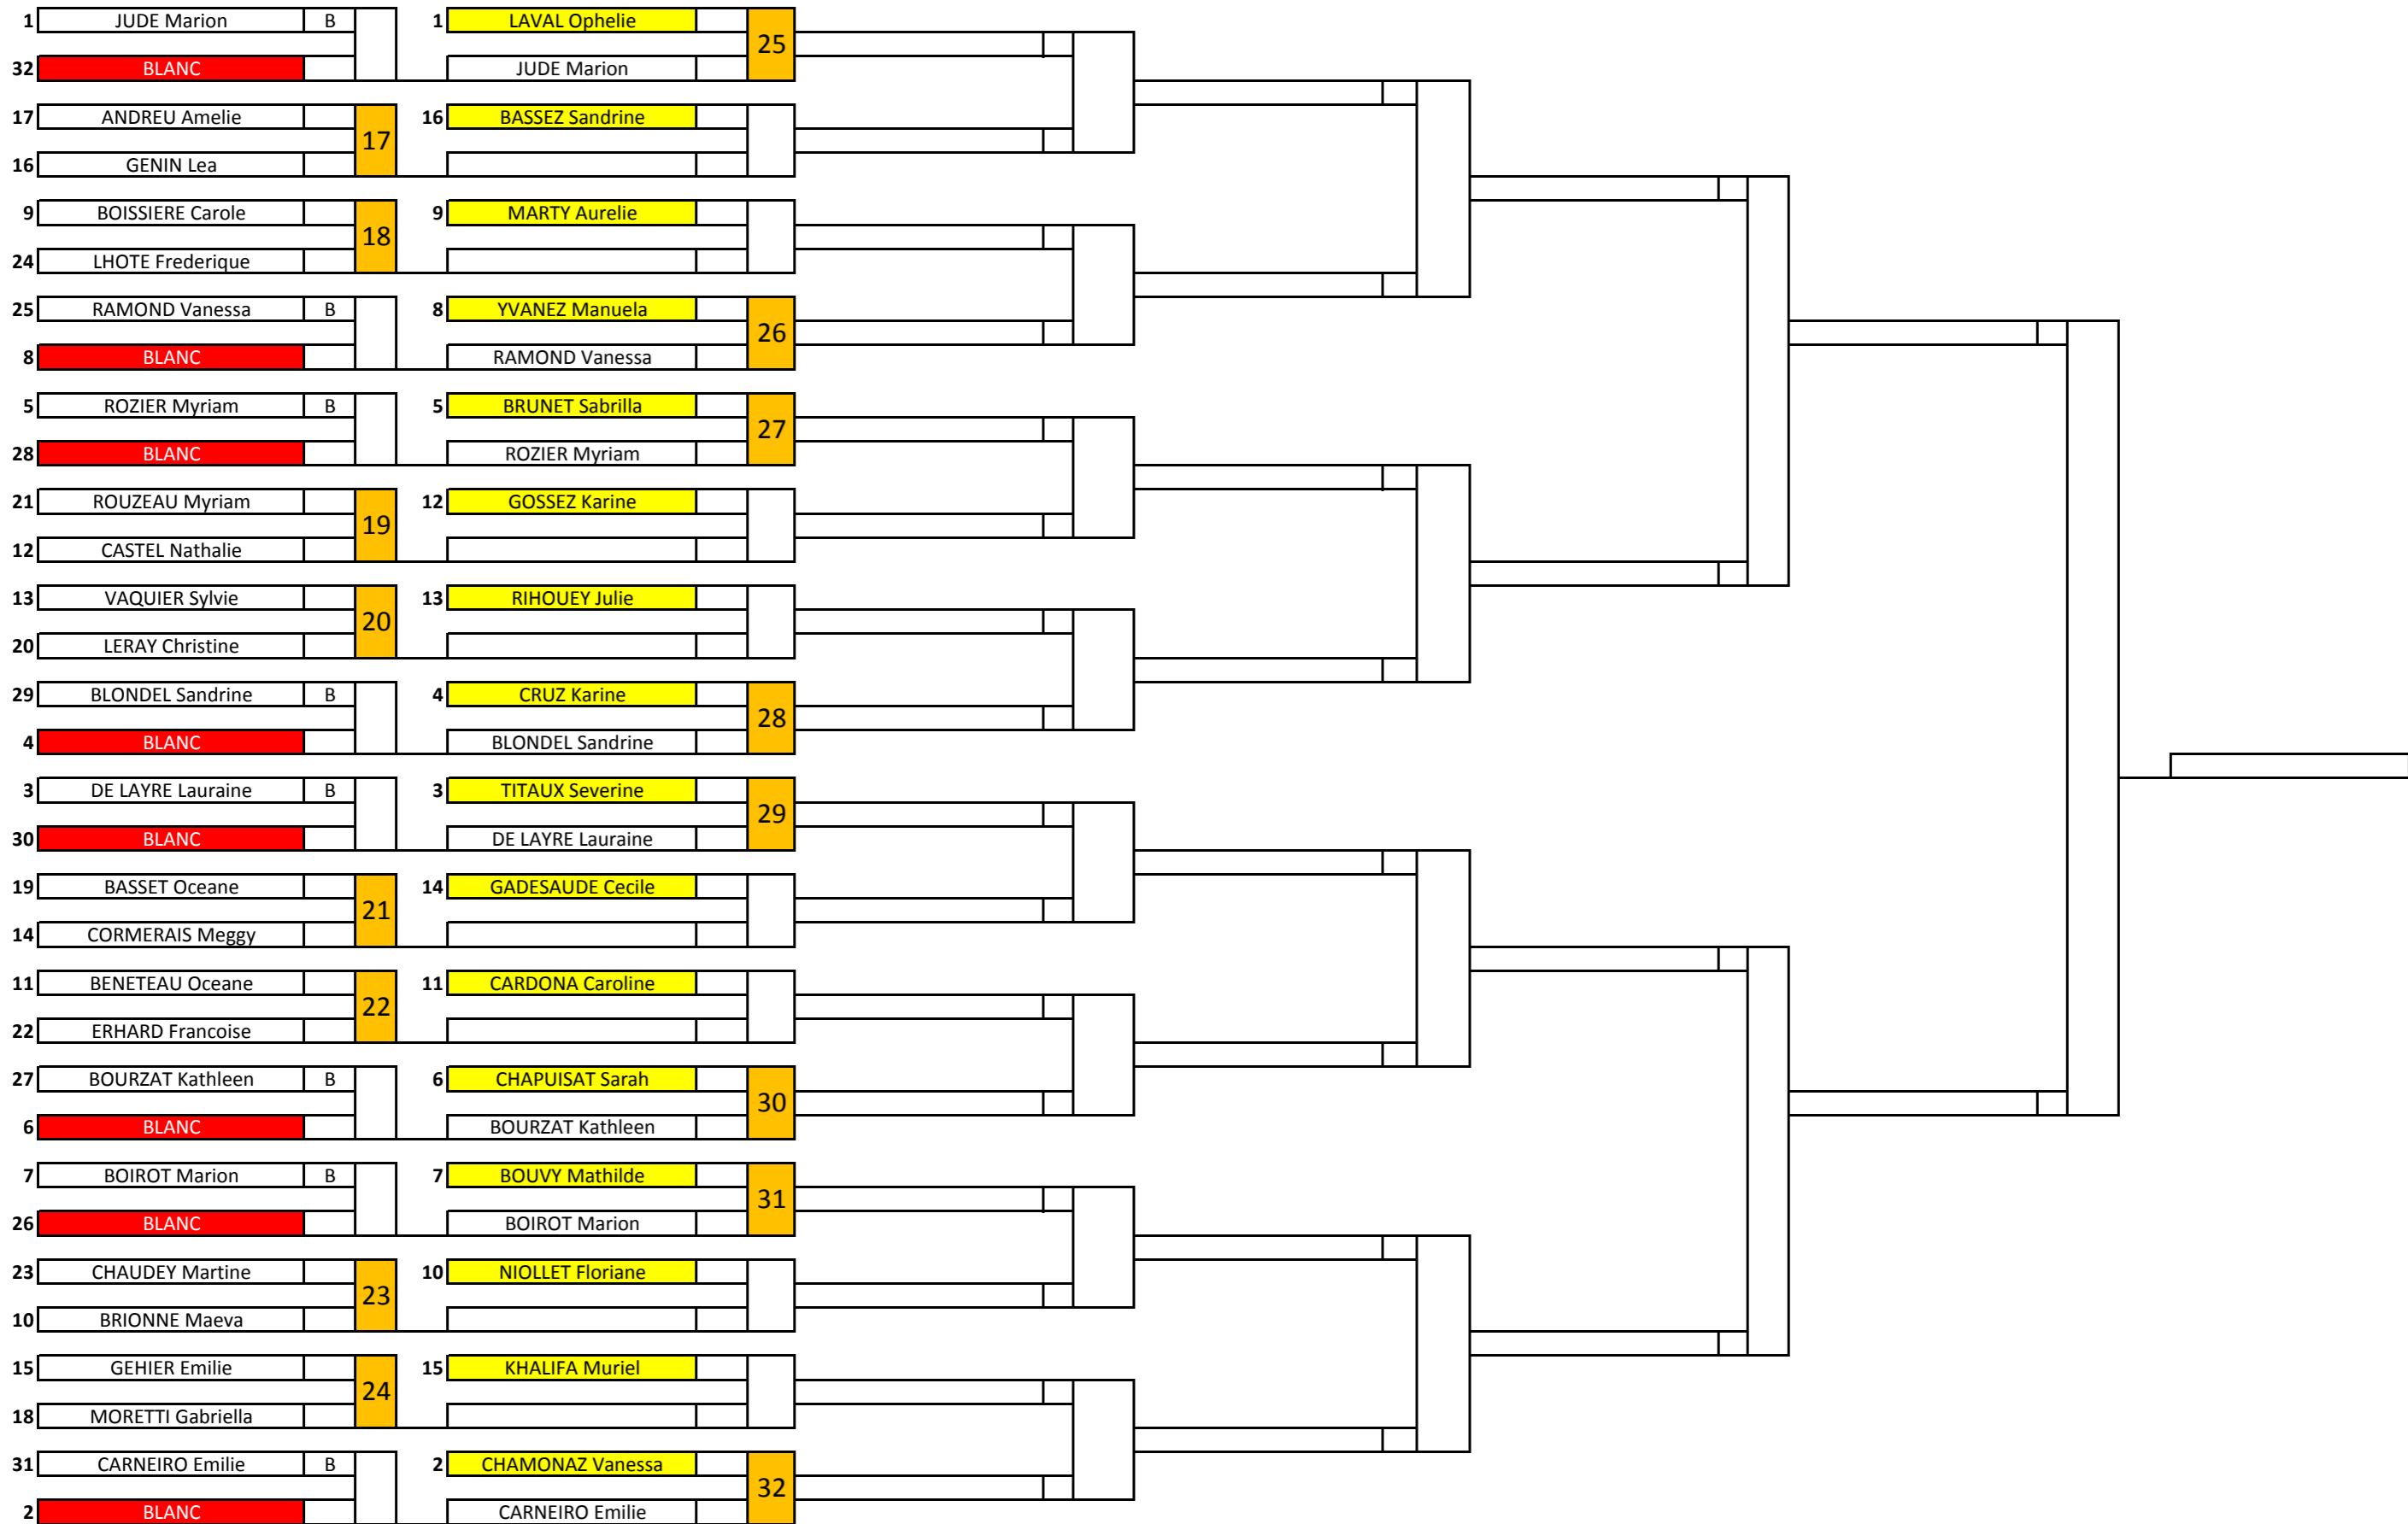 1 JUDE Marion B 1 LAVAL Ophelie
25
32 BLANC JUDE Marion
17 ANDREU Amelie 16 BASSEZ Sandrine
17
16 GENIN Lea
9 BOISSIERE Carole 9 MARTY Aurelie
18
24 LHOTE Frederique
25 RAMOND Vanessa B 8 YVANEZ Manuela
26
8 BLANC RAMOND Vanessa
5 ROZIER Myriam B 5 BRUNET Sabrilla
27
28 BLANC ROZIER Myriam
21 ROUZEAU Myriam 12 GOSSEZ Karine
19
12 CASTEL Nathalie
13 VAQUIER Sylvie 13 RIHOUEY Julie
20
20 LERAY Christine
29 BLONDEL Sandrine B 4 CRUZ Karine
28
4 BLANC BLONDEL Sandrine
3 DE LAYRE Lauraine B 3 TITAUX Severine
29
30 BLANC DE LAYRE Lauraine
19 BASSET Oceane 14 GADESAUDE Cecile
21
14 CORMERAIS Meggy
11 BENETEAU Oceane 11 CARDONA Caroline
22
22 ERHARD Francoise
27 BOURZAT Kathleen B 6 CHAPUISAT Sarah
30
6 BLANC BOURZAT Kathleen
7 BOIROT Marion B 7 BOUVY Mathilde
31
26 BLANC BOIROT Marion
23 CHAUDEY Martine 10 NIOLLET Floriane
23
10 BRIONNE Maeva
15 GEHIER Emilie 15 KHALIFA Muriel
24
18 MORETTI Gabriella
31 CARNEIRO Emilie B 2 CHAMONAZ Vanessa
32
2 BLANC CARNEIRO Emilie